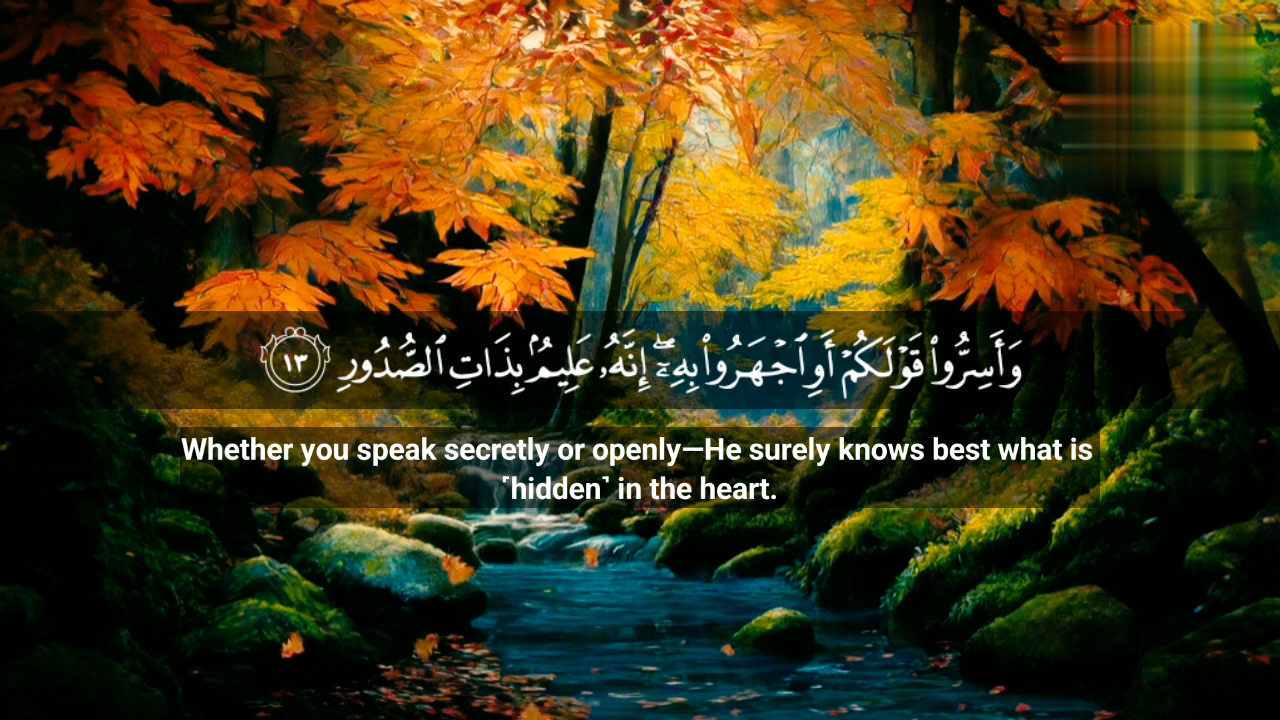 وَأَسِرُّوا۟ قَوْلَكُمْ أَوِ ٱجْهَرُوا۟ بِهِۦٓ ۖ إِنَّهُۥ عَلِيمٌۢ بِذَاتِ ٱلصُّدُورِ ١٣
Whether you speak secretly or openly—He surely knows best what is
˹hidden˺ in the heart.